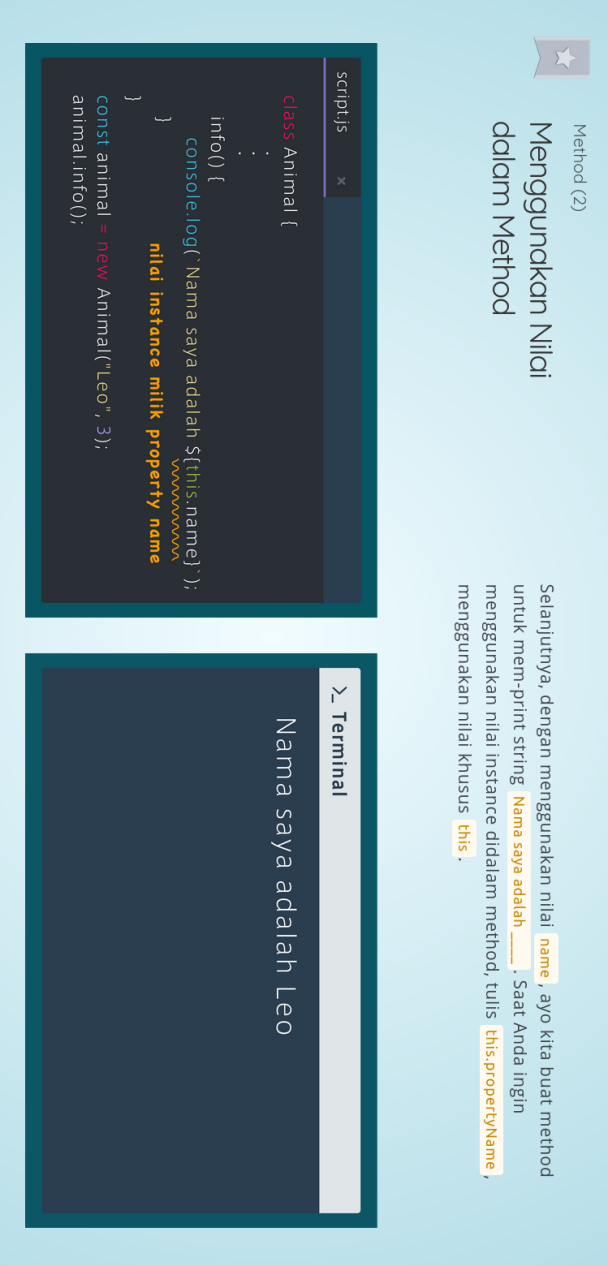 Method (2)
Menggunakan Nilai
dalam Method
Selanjutnya, dengan menggunakan nilai name, ayo kita buat method
untuk mem-print string Nama saya adalah ____. Saat Anda ingin
menggunakan nilai instance didalam method, tulis this.propertyName,
menggunakan nilai khusus this.
script.js ×
class Animal {
.
.
info() {
console.log(`Nama saya adalah ${this.name}`);
nilai instance milik property name
}
}
const animal = new Animal("Leo", 3);
animal.info();
>_ Terminal
Nama saya adalah Leo